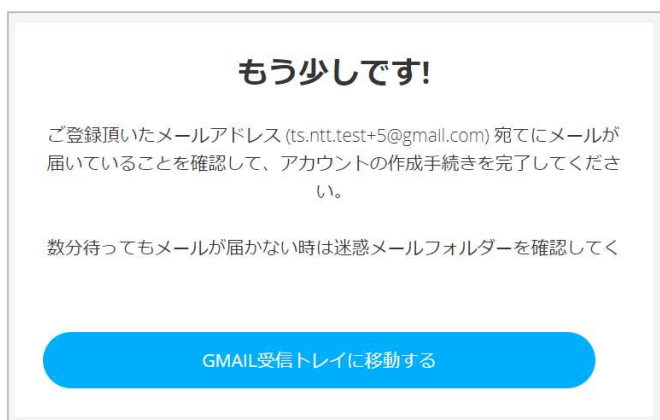 もう少しです!
ご登録頂いたメールアドレス (ts.ntt.test+5@gmail.com) 宛てにメールが
届いていることを確認して、アカウントの作成手続きを完了してくださ
い。
数分待ってもメールが届かない時は迷惑メールフォルダーを確認してく
GMAIL受信トレイに移動する